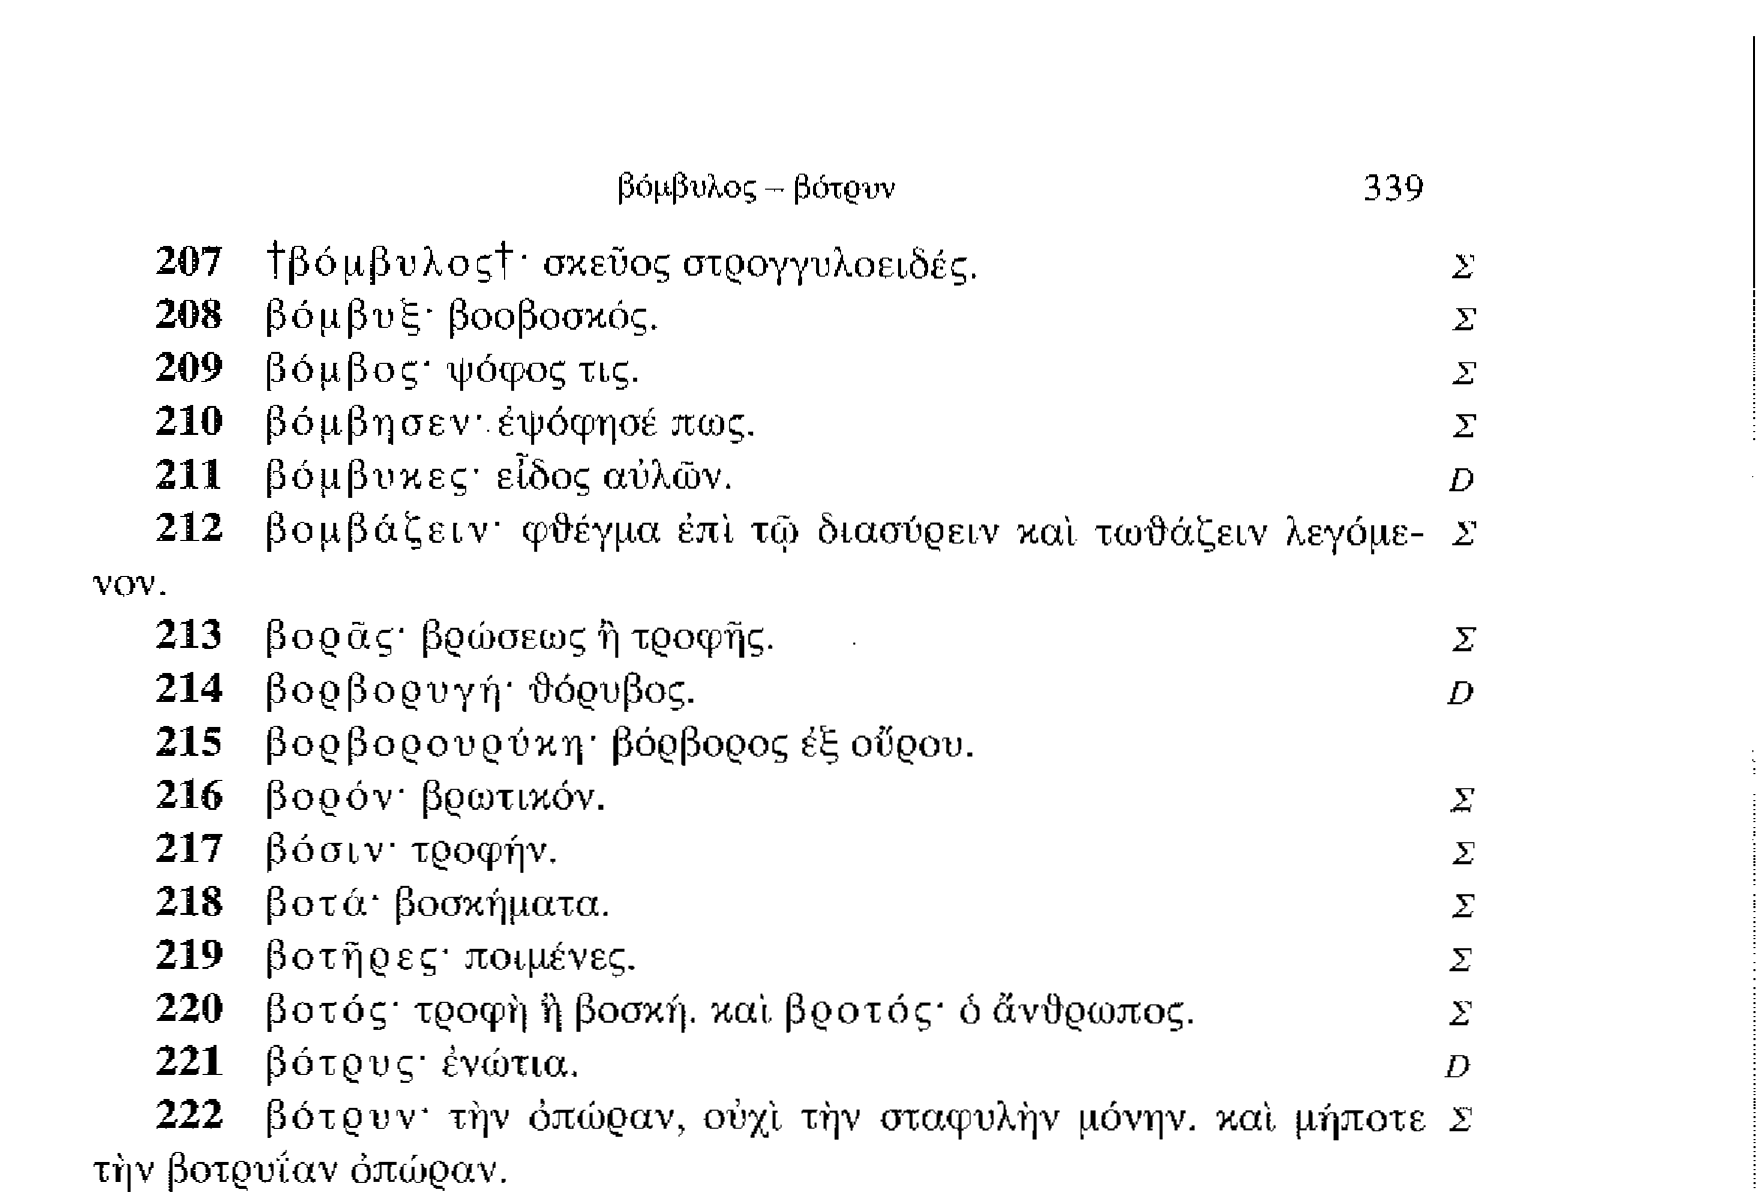 βόμβυλος – βότρυν 339
207 †βόμβυλος†· σκεῦος στρογγυλοειδές. Σ
208 βόμβυξ· βοοβοσκός. Σ
209 βόμβος· ψόφος τις. Σ
210 βόμβησεν· ἐψόφησέ πως. Σ
211 βόμβυκες· εἶδος αὐλῶν. D
212 βομβάζειν· φθέγμα ἐπὶ τῷ διασύρειν καὶ τωθάζειν λεγόμε- Σ
νον.
213 βορᾶς· βρώσεως ἢ τροφῆς. Σ
214 βορβορυγή· θόρυβος. D
215 βορβορουρύκη· βόρβορος ἐξ οὔρου.
216 βορόν· βρωτικόν. Σ
217 βόσιν· τροφήν. Σ
218 βοτά· βοσκήματα. Σ
219 βοτῆρες· ποιμένες. Σ
220 βοτός· τροφὴ ἢ βοσκή. καὶ βροτός· ὁ ἄνθρωπος. Σ
221 βότρυς· ἐνώτια. D
222 βότρυν· τὴν ὀπώραν, οὐχὶ τὴν σταφυλὴν μόνην. καὶ μήποτε Σ
τὴν βοτρυΐαν ὀπώραν.